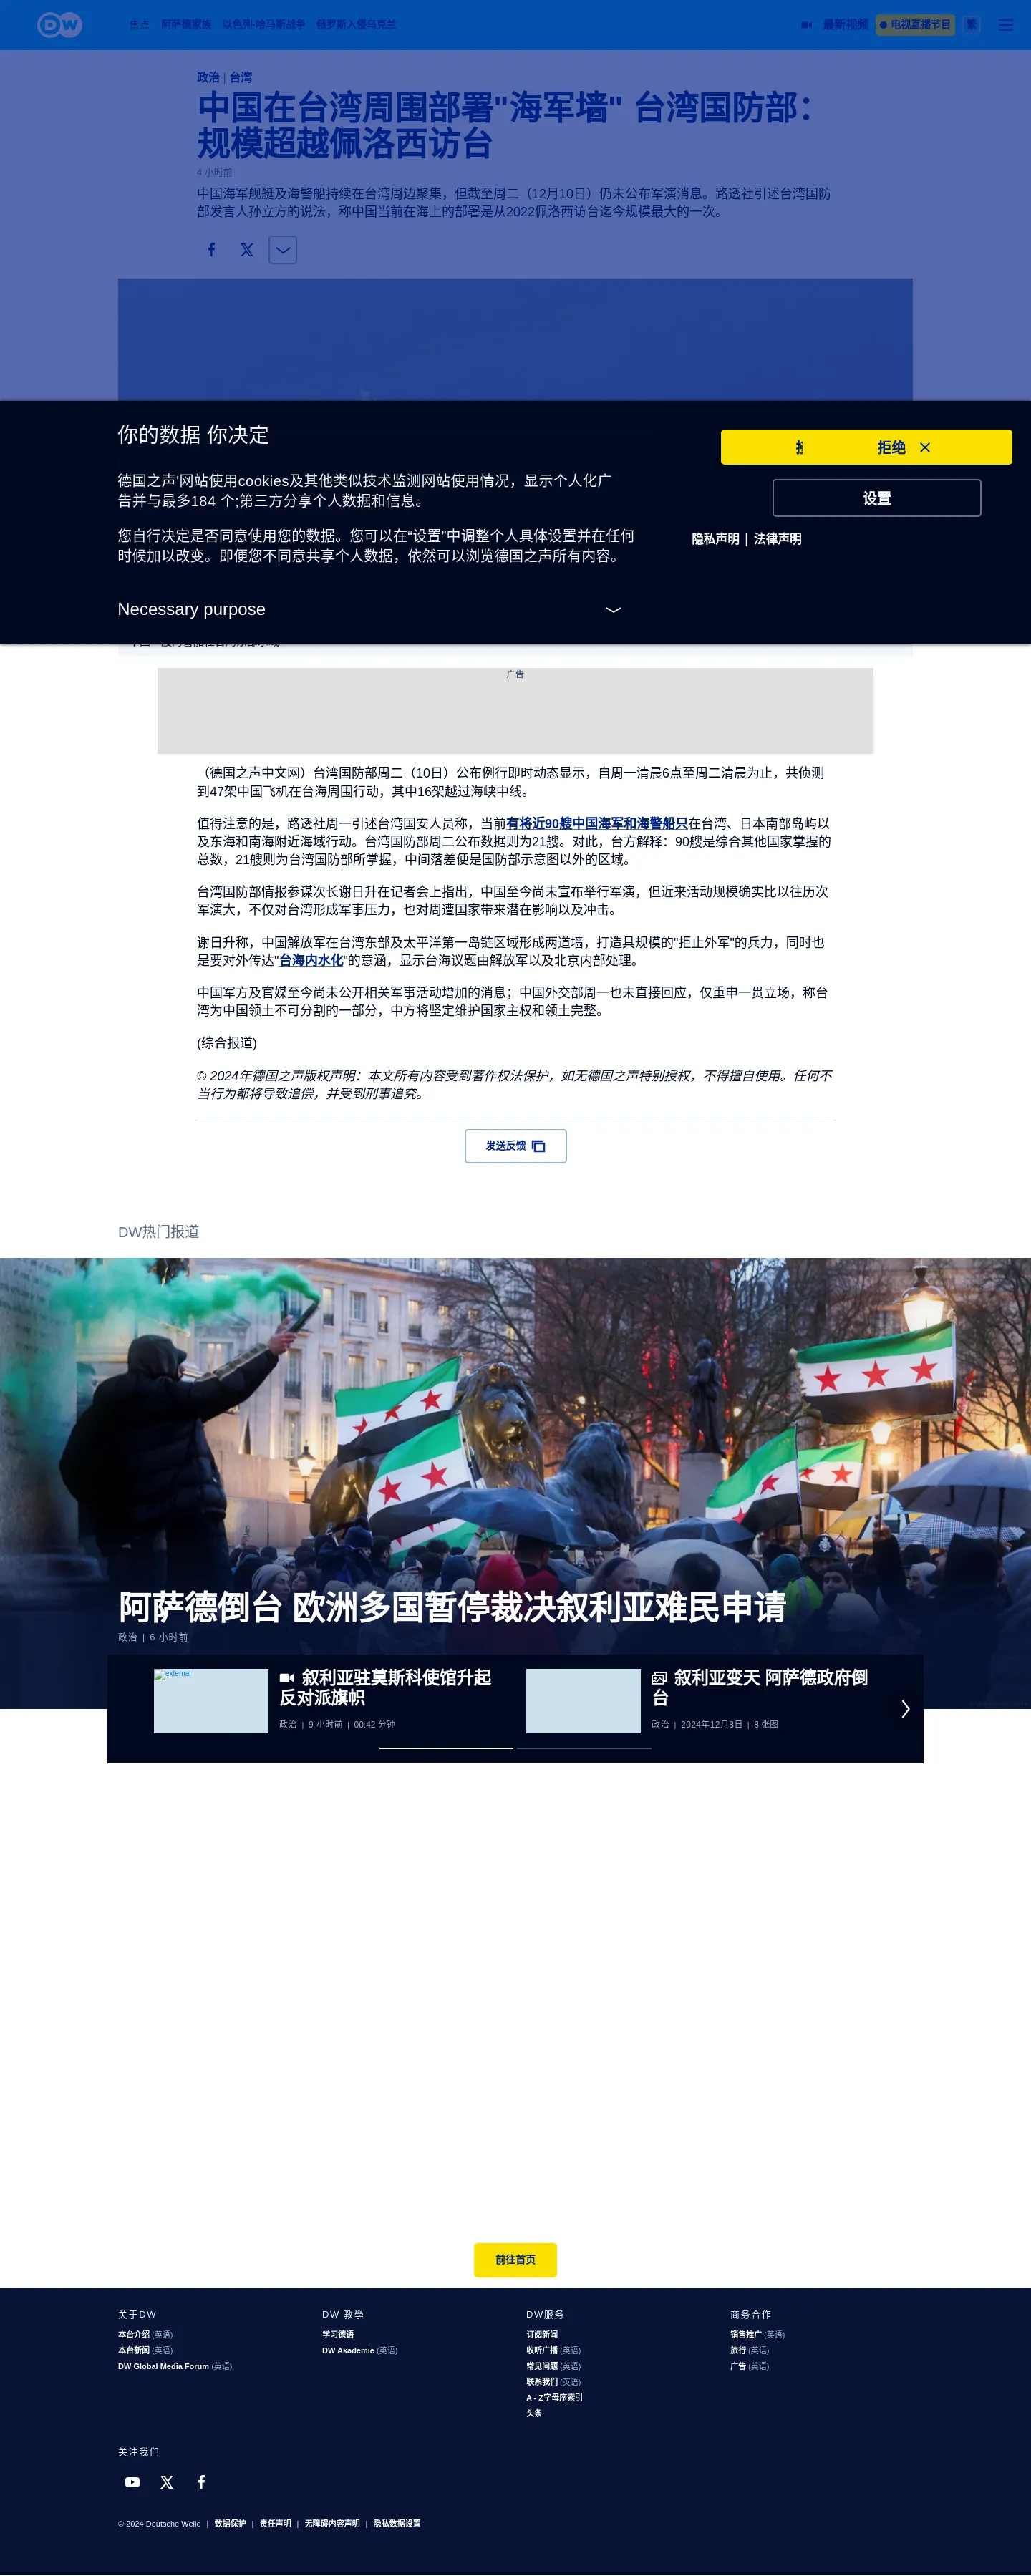 DW
焦点 阿萨德家族 以色列-哈马斯战争 俄罗斯入侵乌克兰
最新视频 电视直播节目 繁
政治 | 台湾
中国在台湾周围部署"海军墙" 台湾国防部：
规模超越佩洛西访台
4 小时前
中国海军舰艇及海警船持续在台湾周边聚集，但截至周二（12月10日）仍未公布军演消息。路透社引述台湾国防
部发言人孙立方的说法，称中国当前在海上的部署是从2022佩洛西访台迄今规模最大的一次。
你的数据 你决定
德国之声'网站使用cookies及其他类似技术监测网站使用情况，显示个人化广
告并与最多184 个;第三方分享个人数据和信息。
您自行决定是否同意使用您的数据。您可以在“设置”中调整个人具体设置并在任何
时候加以改变。即便您不同意共享个人数据，依然可以浏览德国之声所有内容。
Necessary purpose
拒绝
设置
隐私声明 | 法律声明
广告
（德国之声中文网）台湾国防部周二（10日）公布例行即时动态显示，自周一清晨6点至周二清晨为止，共侦测
到47架中国飞机在台海周围行动，其中16架越过海峡中线。
值得注意的是，路透社周一引述台湾国安人员称，当前有将近90艘中国海军和海警船只在台湾、日本南部岛屿以
及东海和南海附近海域行动。台湾国防部周二公布数据则为21艘。对此，台方解释：90艘是综合其他国家掌握的
总数，21艘则为台湾国防部所掌握，中间落差便是国防部示意图以外的区域。
台湾国防部情报参谋次长谢日升在记者会上指出，中国至今尚未宣布举行军演，但近来活动规模确实比以往历次
军演大，不仅对台湾形成军事压力，也对周遭国家带来潜在影响以及冲击。
谢日升称，中国解放军在台湾东部及太平洋第一岛链区域形成两道墙，打造具规模的"拒止外军"的兵力，同时也
是要对外传达"台海内水化"的意涵，显示台海议题由解放军以及北京内部处理。
中国军方及官媒至今尚未公开相关军事活动增加的消息；中国外交部周一也未直接回应，仅重申一贯立场，称台
湾为中国领土不可分割的一部分，中方将坚定维护国家主权和领土完整。
(综合报道)
© 2024年德国之声版权声明：本文所有内容受到著作权法保护，如无德国之声特别授权，不得擅自使用。任何不
当行为都将导致追偿，并受到刑事追究。
发送反馈
DW热门报道
阿萨德倒台 欧洲多国暂停裁决叙利亚难民申请
政治 | 6 小时前
external
叙利亚驻莫斯科使馆升起
反对派旗帜
政治 | 9 小时前 | 00:42 分钟
叙利亚变天 阿萨德政府倒
台
政治 | 2024年12月8日 | 8 张图
前往首页
关于DW
本台介绍 (英语)
本台新闻 (英语)
DW Global Media Forum (英语)
DW 教學
学习德语
DW Akademie (英语)
DW服务
订阅新闻
收听广播 (英语)
常见问题 (英语)
联系我们 (英语)
A - Z字母序索引
头条
商务合作
销售推广 (英语)
旅行 (英语)
广告 (英语)
关注我们
© 2024 Deutsche Welle | 数据保护 | 责任声明 | 无障碍内容声明 | 隐私数据设置